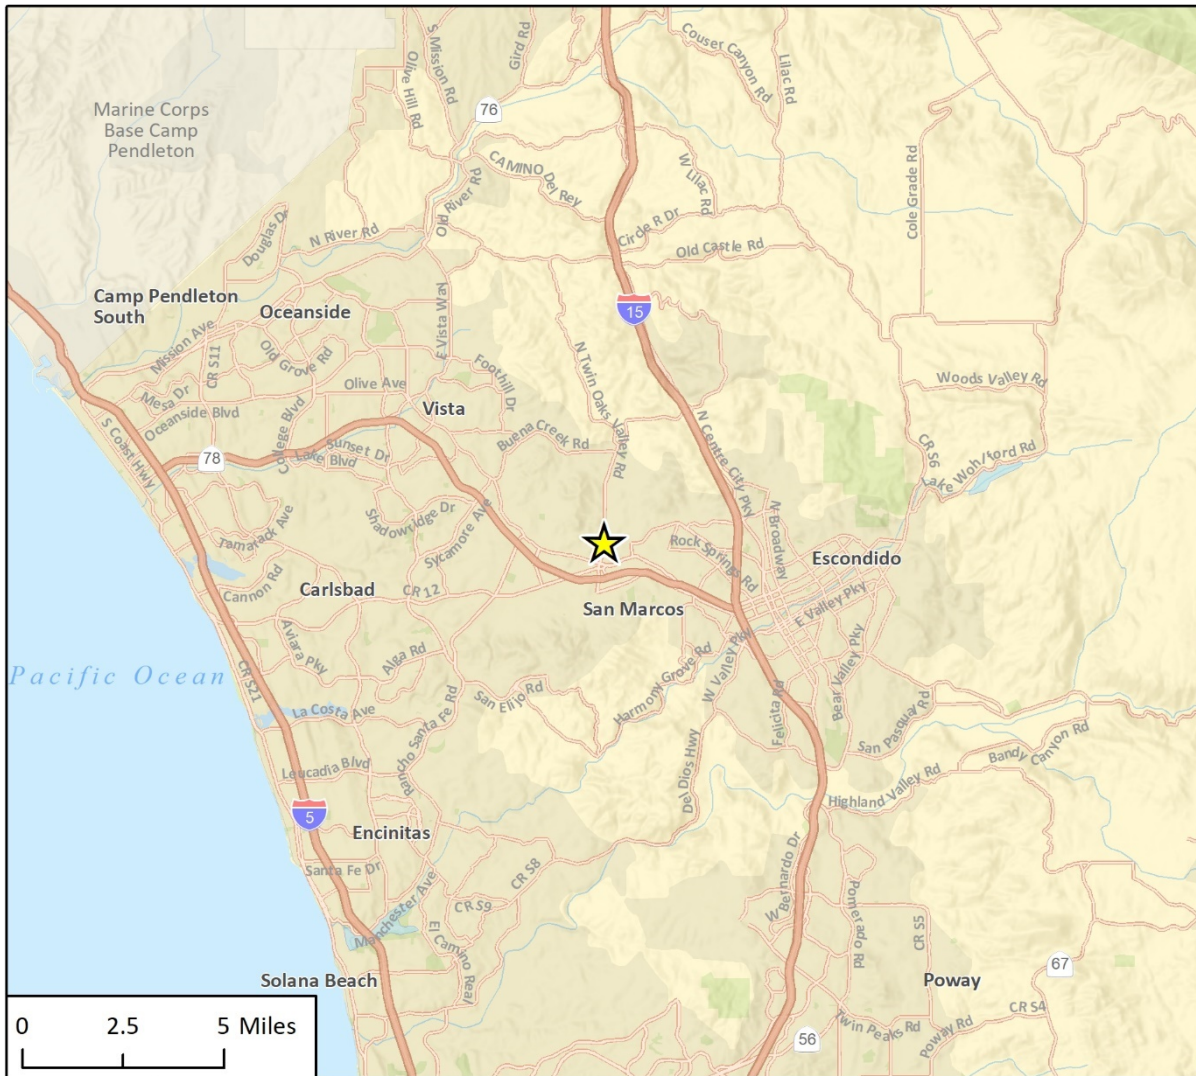 S Mission Rd
Gird Rd
Couser Canyon Rd
Lilac Rd
Olive Hill Rd
76
Marine Corps
Base Camp
Pendleton
CAMINO Del Rey
W Lilac Rd
Cole Grade Rd
Old River Rd
Douglas Dr
N River Rd
Circle R Dr
Old Castle Rd
Camp Pendleton
South
Oceanside
15
E Vista Way
Mission Ave
CR S11
Old Grove Rd
N Twin Oaks Valley Rd
Foothill Dr
Woods Valley Rd
Mesa Dr
Olive Ave
Oceanside Blvd
College Blvd
Vista
S Coast Hwy
Buena Creek Rd
N Centre City Pky
CR S6
Lake Wohlford Rd
78
Sunset Dr
Lake Blvd
Shadowridge Dr
Sycamore Ave
N Broadway
Tamarack Ave
Rock Springs Rd
Escondido
Cannon Rd
Carlsbad
CR 12
San Marcos
E Valley Pky
Aviara Pky
Alga Rd
Harmony Grove Rd
W Valley Pky
Bear Valley Pky
Pacific Ocean
CR S21
San Elijo Rd
La Costa Ave
Rancho Santa Fe Rd
Felicita Rd
San Pasqual Rd
Del Dios Hwy
Bandy Canyon Rd
Leucadia Blvd
Highland Valley Rd
5
Encinitas
Santa Fe Dr
CR S8
W Bernardo Dr
Pomerado Rd
Manchester Ave
CR S9
CR S5
El Camino Real
67
Solana Beach
Poway
CR S4
Twin Peaks Rd
Poway Rd
56
0 2.5 5 Miles